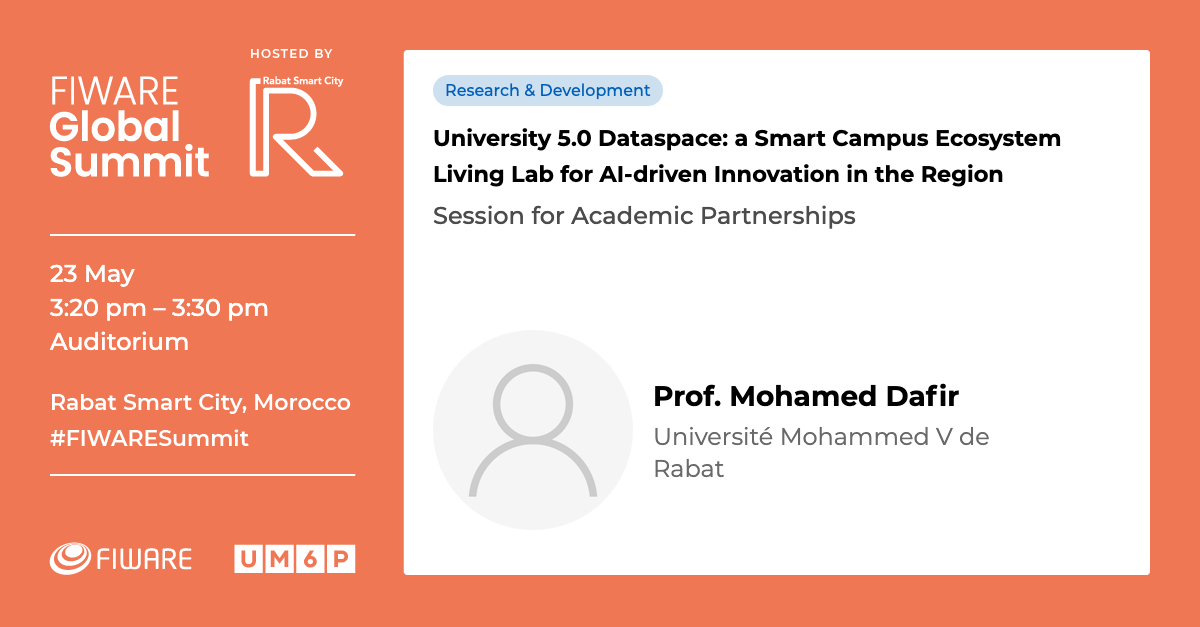 HOSTED BY
Rabat Smart City
R
FIWARE
Global
Summit
23 May
3:20 pm – 3:30 pm
Auditorium
Rabat Smart City, Morocco
#FIWARESummit
FIWARE
UM6P
Research & Development
University 5.0 Dataspace: a Smart Campus Ecosystem
Living Lab for AI-driven Innovation in the Region
Session for Academic Partnerships
Prof. Mohamed Dafir
Université Mohammed V de
Rabat